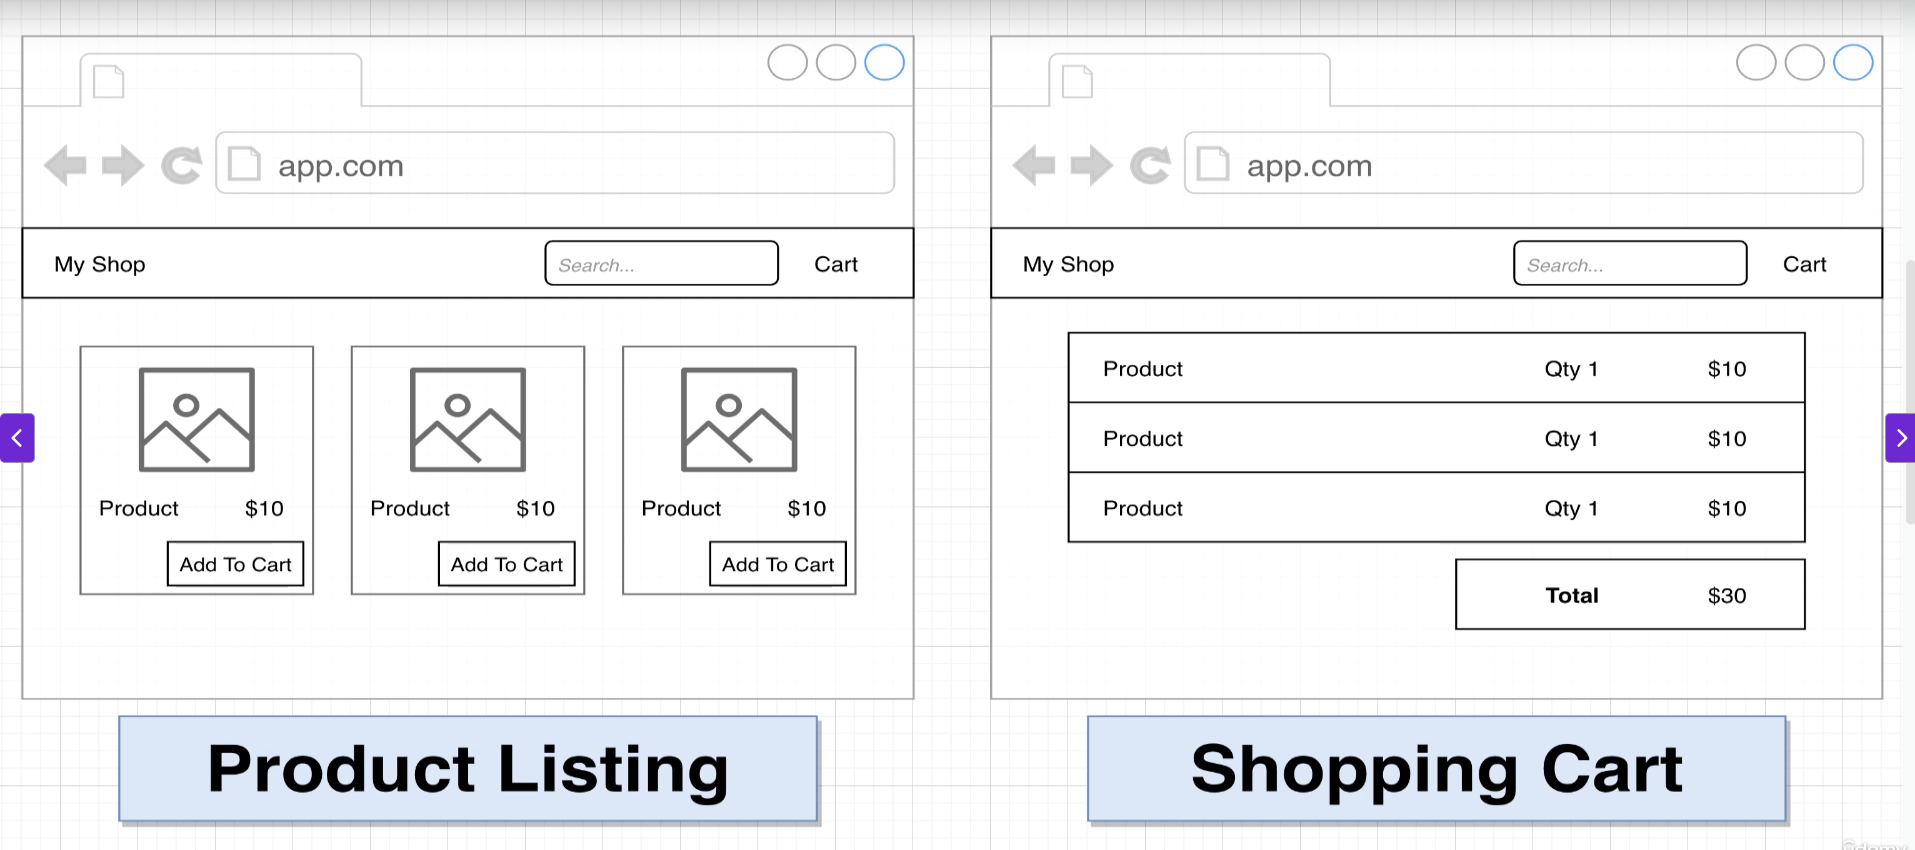 app.com
My Shop
Search...
Cart
Product $10
Add To Cart
Product $10
Add To Cart
Product $10
Add To Cart
Product Listing
app.com
My Shop
Search...
Cart
Product Qty 1 $10
Product Qty 1 $10
Product Qty 1 $10
Total $30
Shopping Cart